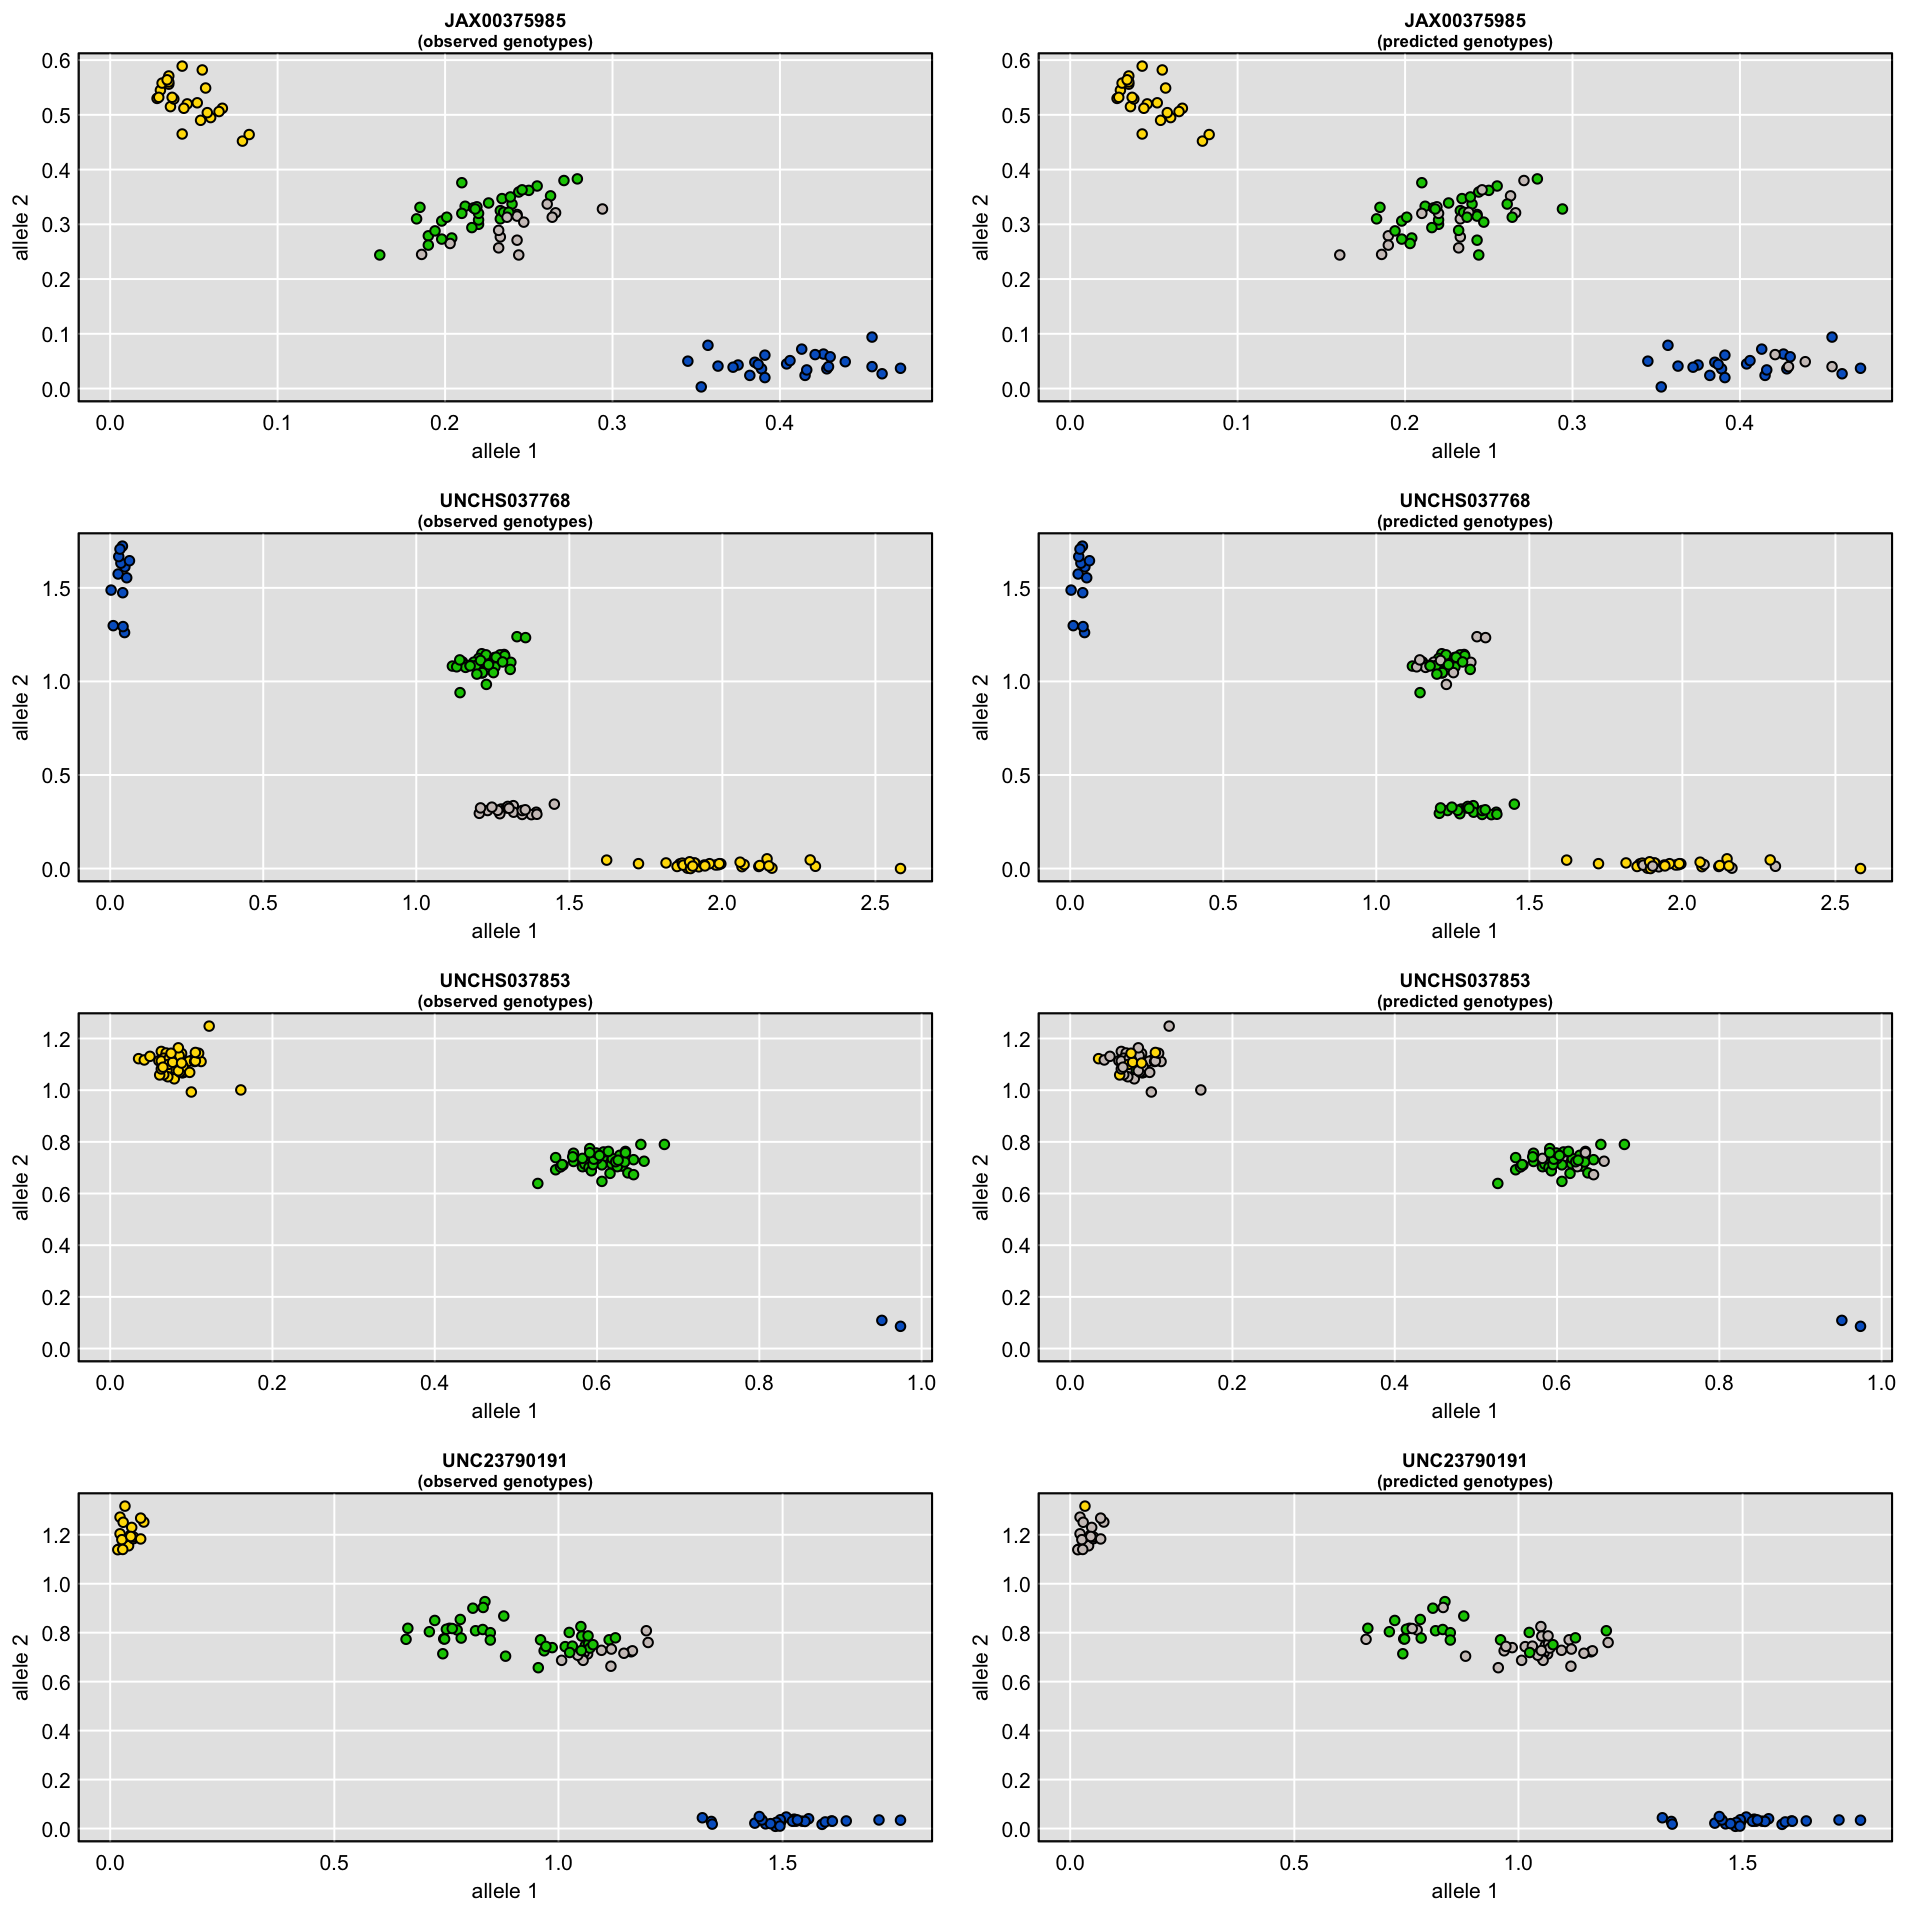 JAX00375985
(observed genotypes)
0.6
0.5
0.4
0.3
0.2
0.1
0.0
allele 2
0.0 0.1 0.2 0.3 0.4
allele 1
JAX00375985
(predicted genotypes)
0.6
0.5
0.4
0.3
0.2
0.1
0.0
allele 2
0.0 0.1 0.2 0.3 0.4
allele 1
UNCHS037768
(observed genotypes)
1.5
1.0
0.5
0.0
allele 2
0.0 0.5 1.0 1.5 2.0 2.5
allele 1
UNCHS037768
(predicted genotypes)
1.5
1.0
0.5
0.0
allele 2
0.0 0.5 1.0 1.5 2.0 2.5
allele 1
UNCHS037853
(observed genotypes)
1.2
1.0
0.8
0.6
0.4
0.2
0.0
allele 2
0.0 0.2 0.4 0.6 0.8 1.0
allele 1
UNCHS037853
(predicted genotypes)
1.2
1.0
0.8
0.6
0.4
0.2
0.0
allele 2
0.0 0.2 0.4 0.6 0.8 1.0
allele 1
UNC23790191
(observed genotypes)
1.2
1.0
0.8
0.6
0.4
0.2
0.0
allele 2
0.0 0.5 1.0 1.5
allele 1
UNC23790191
(predicted genotypes)
1.2
1.0
0.8
0.6
0.4
0.2
0.0
allele 2
0.0 0.5 1.0 1.5
allele 1